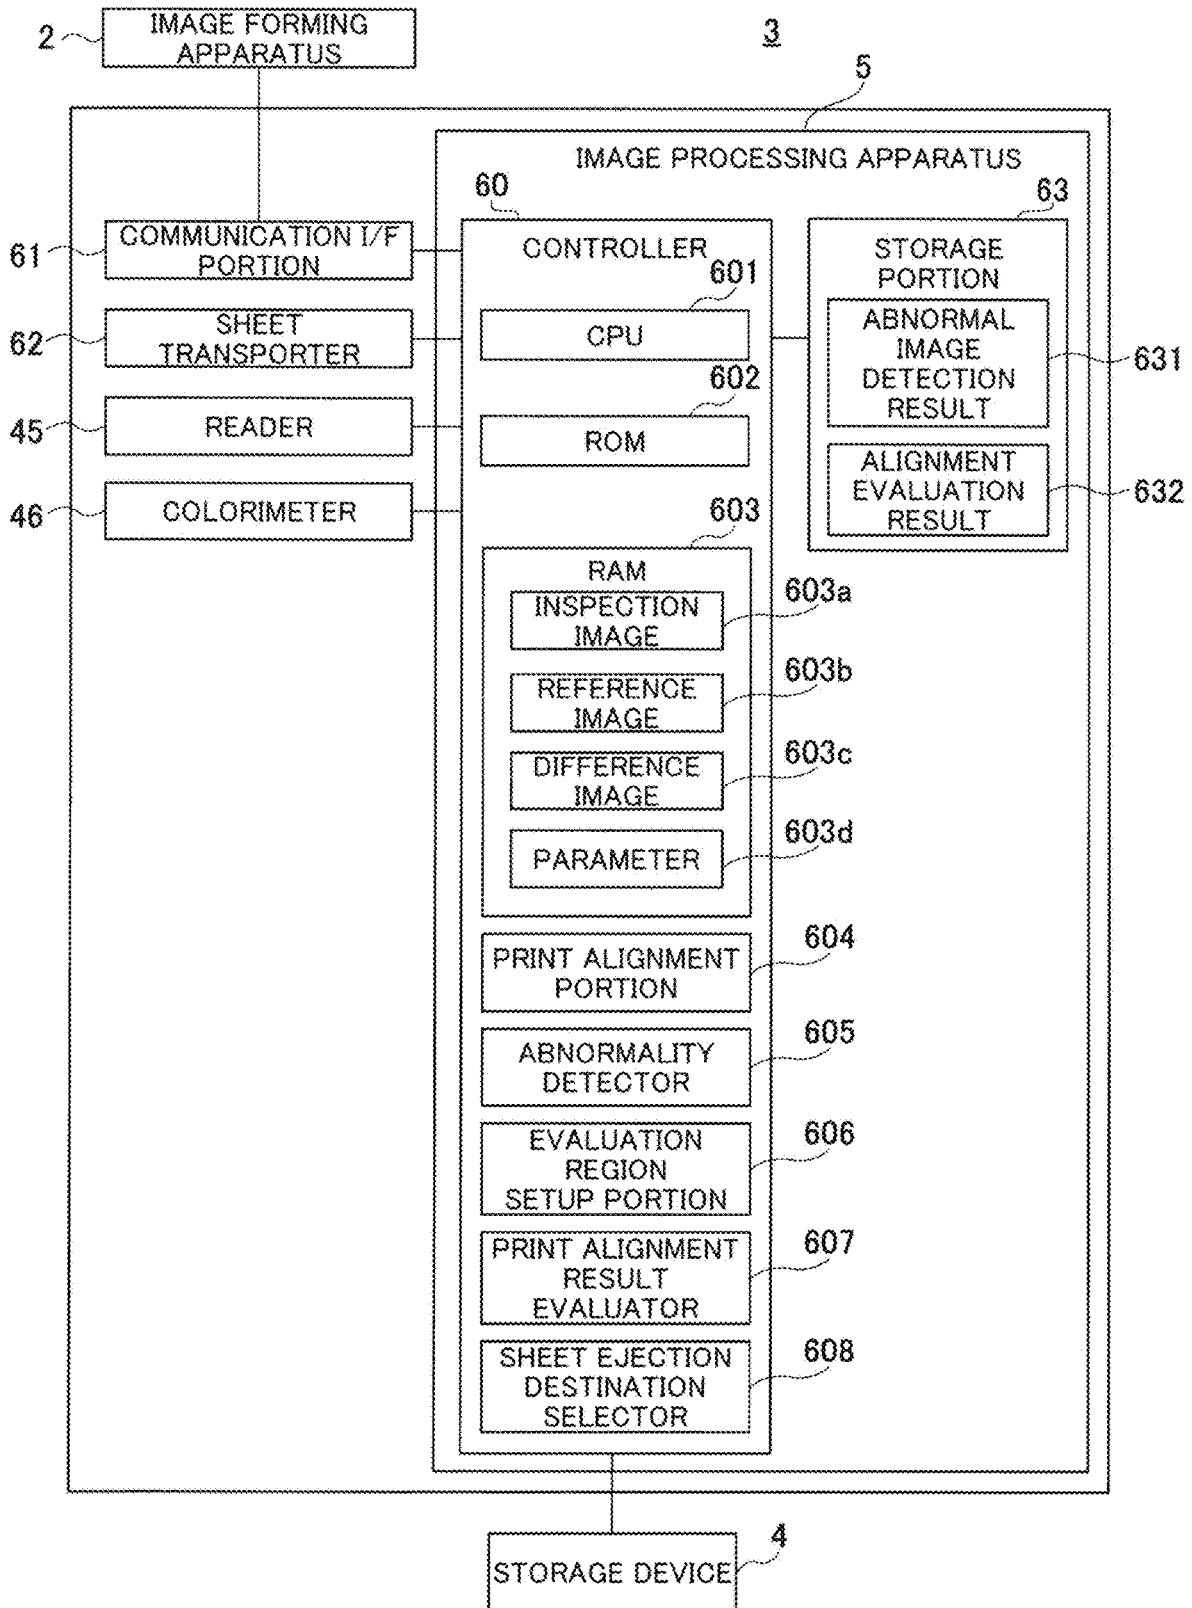 2
IMAGE FORMING
APPARATUS
3
5
IMAGE PROCESSING APPARATUS
60
63
61
COMMUNICATION I/F
PORTION
CONTROLLER
STORAGE
PORTION
601
62
SHEET
TRANSPORTER
CPU
ABNORMAL
IMAGE
DETECTION
RESULT
631
602
45
READER
ROM
46
COLORIMETER
ALIGNMENT
EVALUATION
RESULT
632
603
RAM
INSPECTION
IMAGE
603a
REFERENCE
IMAGE
603b
DIFFERENCE
IMAGE
603c
PARAMETER
603d
PRINT ALIGNMENT
PORTION
604
ABNORMALITY
DETECTOR
605
EVALUATION
REGION
SETUP PORTION
606
PRINT ALIGNMENT
RESULT
EVALUATOR
607
SHEET EJECTION
DESTINATION
SELECTOR
608
STORAGE DEVICE
4